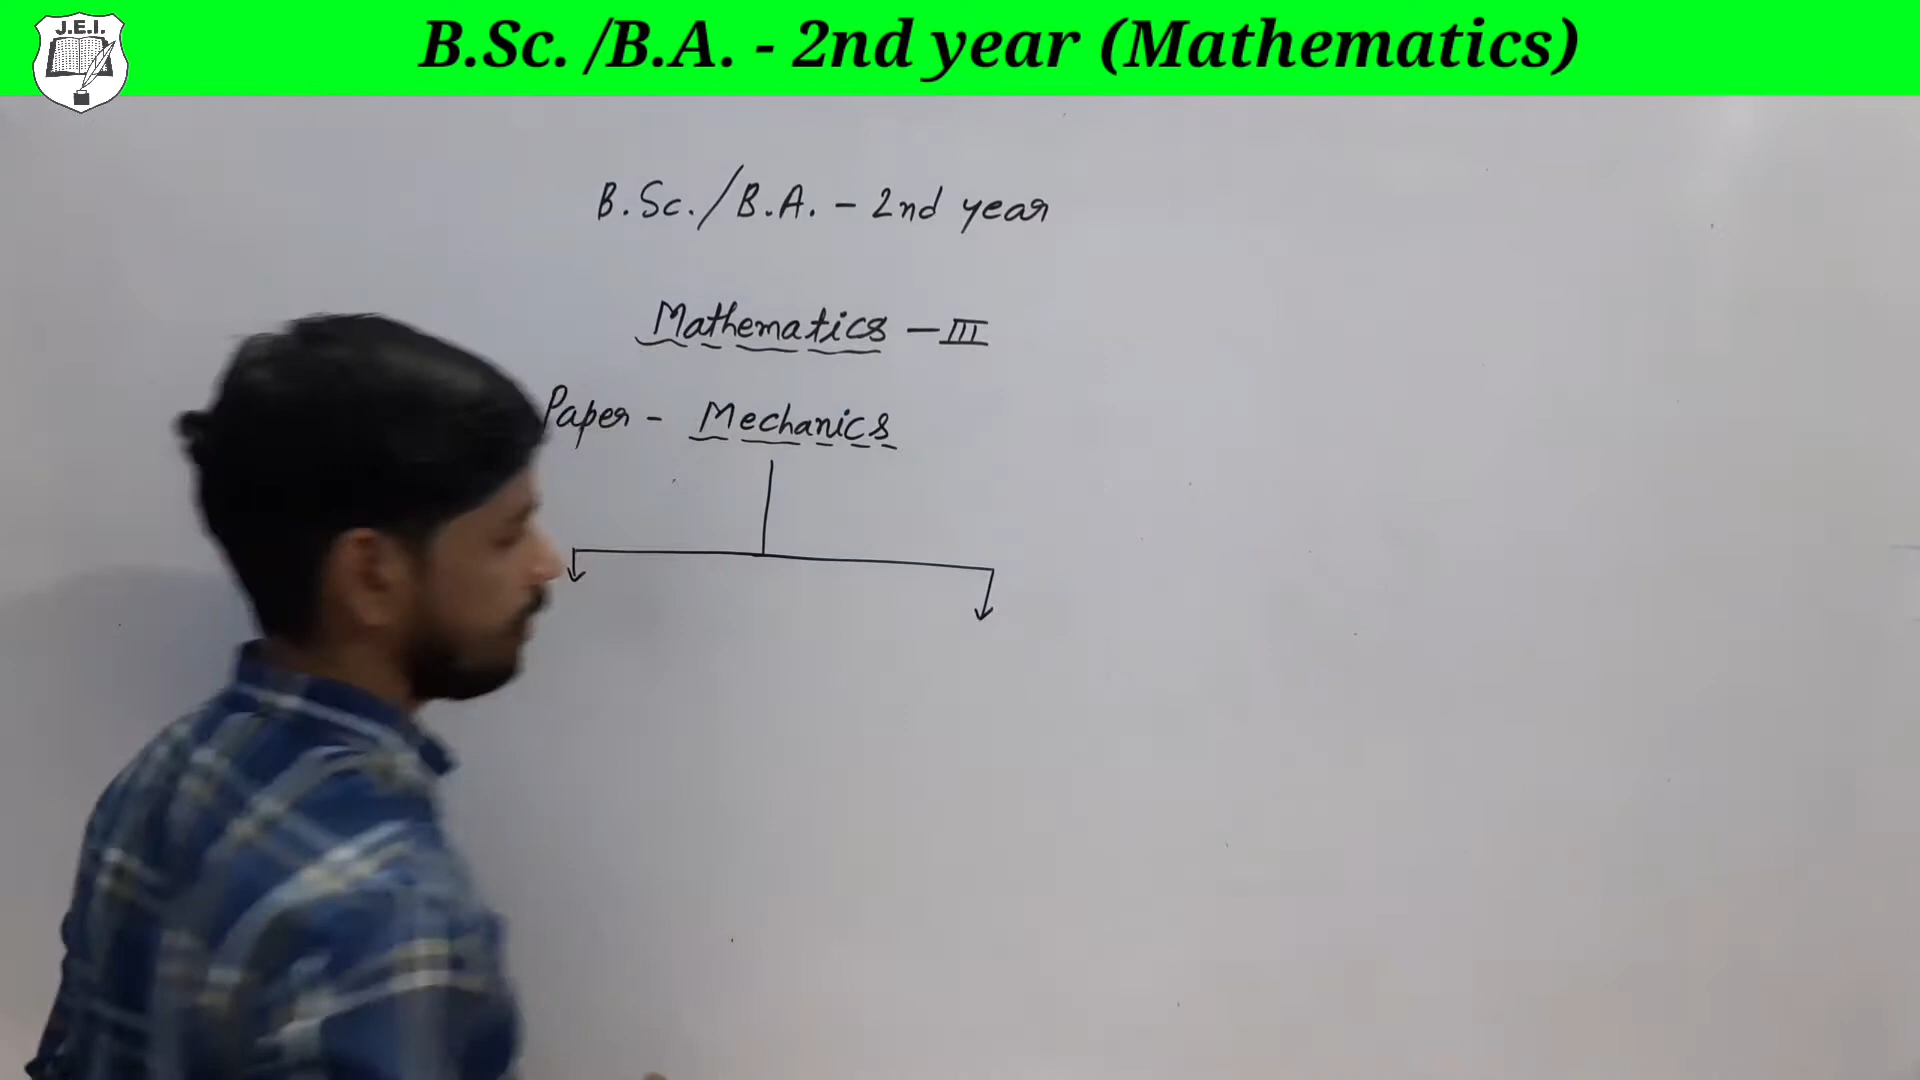 J.E.I.
B.Sc. /B.A. - 2nd year (Mathematics)
B.Sc./B.A. - 2nd year
Mathematics - III
Paper - Mechanics